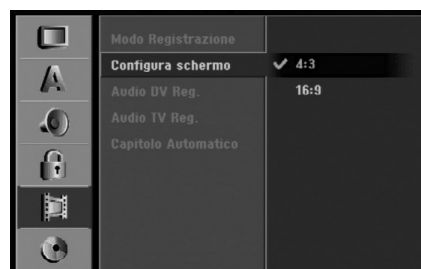 Modo Registrazione
Configura schermo
4:3
Audio DV Reg.
16:9
Audio TV Reg.
Capitolo Automatico